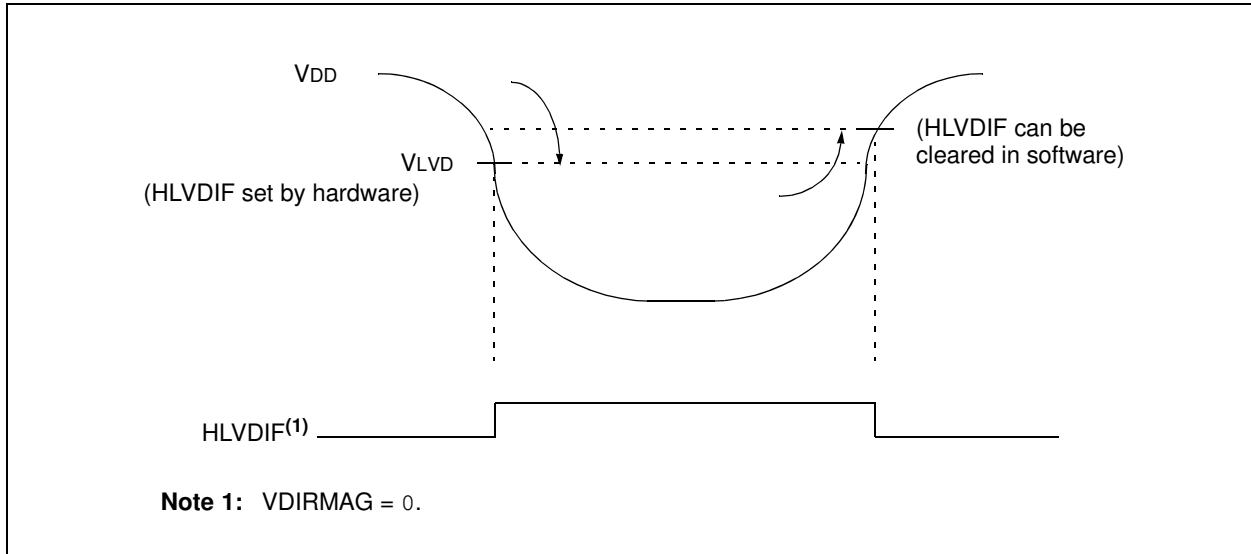 VDD
(HLVDIF can be
cleared in software)
VLVD
(HLVDIF set by hardware)
HLVDIF(1)
Note 1: VDIRMAG = 0.